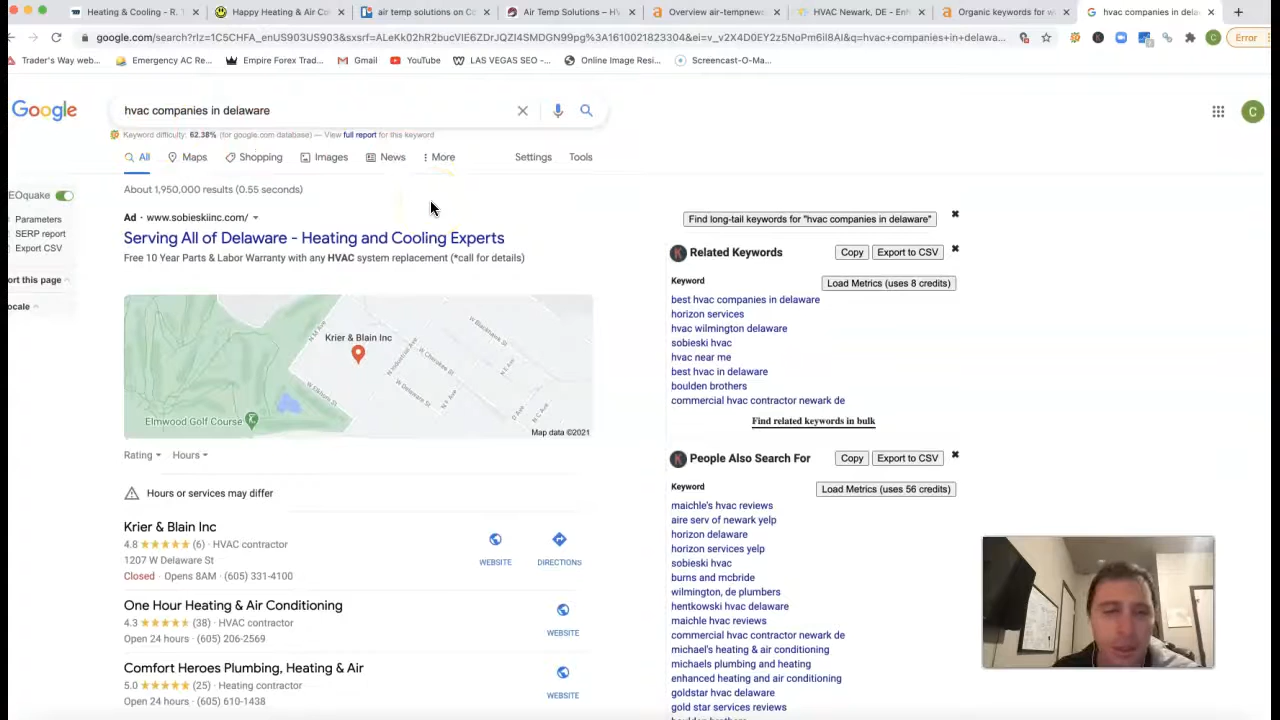 Heating & Cooling - R. T
Happy Heating & Air Co
air temp solutions on CC
Air Temp Solutions – HV
Overview air-tempnewa
HVAC Newark, DE - Enh
Organic keywords for w
hvac companies in dela
google.com/search?rlz=1C5CHFA_enUS903US903&sxsrf=ALeKk02hR2bucVIE6ZDrJQZI4SMDGN99pg%3A1610021823304&ei=v_v2X4D0EY2z5NoPm6il8AI&q=hvac+companies+in+delawa...
Error
Trader's Way web...
Emergency AC Re...
Empire Forex Trad...
Gmail
YouTube
LAS VEGAS SEO -...
Online Image Resi...
Screencast-O-Ma...
Google
hvac companies in delaware
C
Keyword difficulty: 62.38% (for google.com database) — View full report for this keyword
All
Maps
Shopping
Images
News
More
Settings
Tools
About 1,950,000 results (0.55 seconds)
EOquake
Parameters
SERP report
Export CSV
ort this page
ocale
Ad · www.sobieskiinc.com/
Serving All of Delaware - Heating and Cooling Experts
Free 10 Year Parts & Labor Warranty with any HVAC system replacement (*call for details)
Krier & Blain Inc
Elmwood Golf Course
W Blackhawk St
W Cherokee St
N Industrial Ave
W Delaware St
W Elkhorn St
Map data ©2021
Rating
Hours
Hours or services may differ
Krier & Blain Inc
4.8 (6) · HVAC contractor
1207 W Delaware St
Closed · Opens 8AM · (605) 331-4100
WEBSITE
DIRECTIONS
One Hour Heating & Air Conditioning
4.3 (38) · HVAC contractor
Open 24 hours · (605) 206-2569
WEBSITE
Comfort Heroes Plumbing, Heating & Air
5.0 (25) · Heating contractor
Open 24 hours · (605) 610-1438
WEBSITE
Find long-tail keywords for "hvac companies in delaware"
Related Keywords
Copy
Export to CSV
Keyword
Load Metrics (uses 8 credits)
best hvac companies in delaware
horizon services
hvac wilmington delaware
sobieski hvac
hvac near me
best hvac in delaware
boulden brothers
commercial hvac contractor newark de
Find related keywords in bulk
People Also Search For
Copy
Export to CSV
Keyword
Load Metrics (uses 56 credits)
maichle's hvac reviews
aire serv of newark yelp
horizon delaware
horizon services yelp
sobieski hvac
burns and mcbride
wilmington, de plumbers
hentkowski hvac delaware
maichle hvac reviews
commercial hvac contractor newark de
michael's heating & air conditioning
michaels plumbing and heating
enhanced heating and air conditioning
goldstar hvac delaware
gold star services reviews